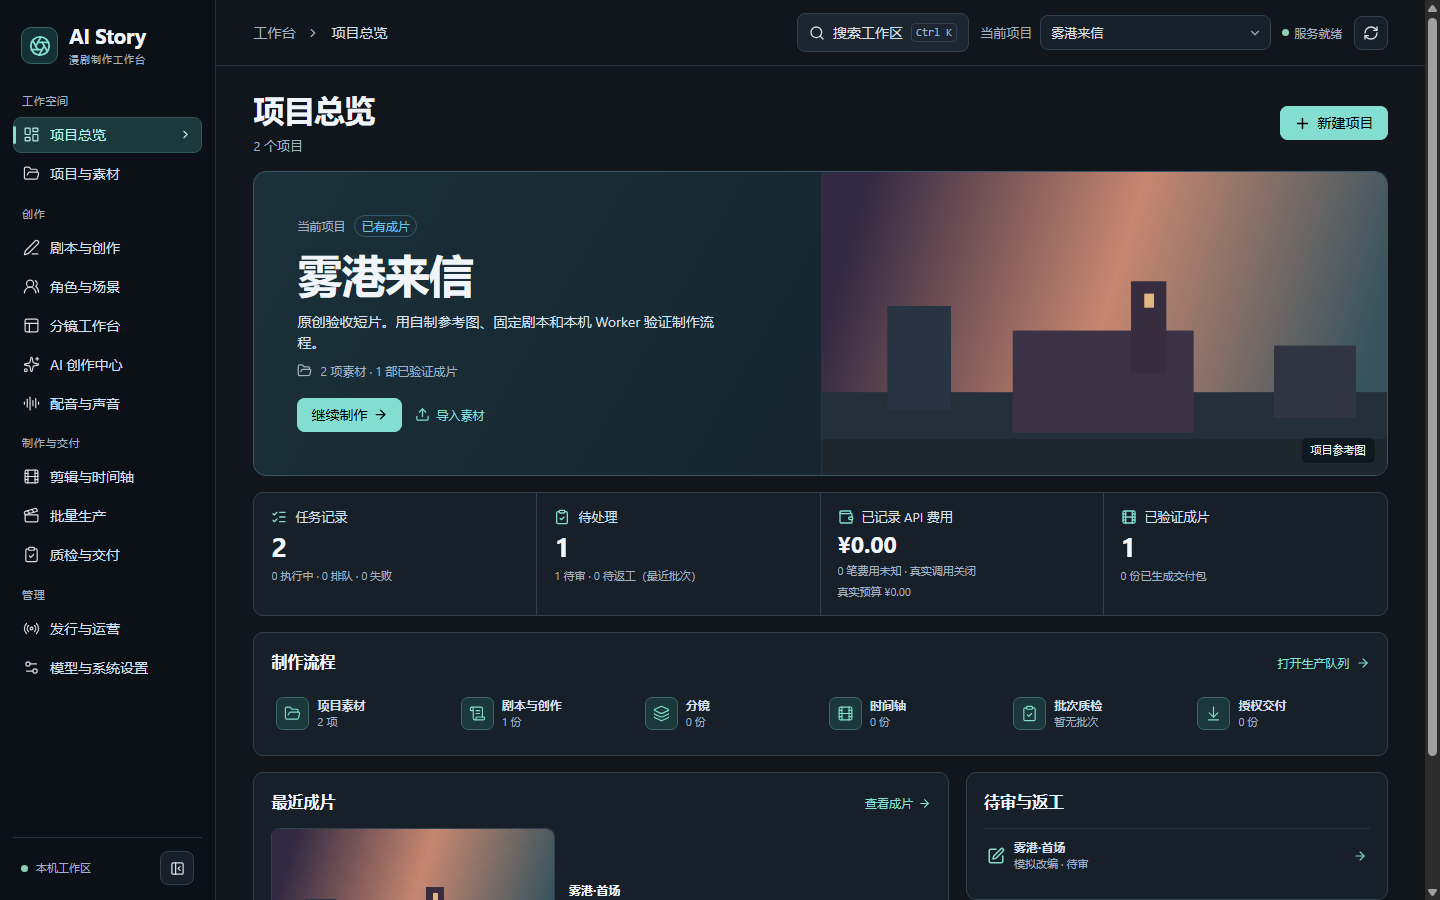 AI Story
漫剧制作工作台
工作空间
项目总览
项目与素材
创作
剧本与创作
角色与场景
分镜工作台
AI 创作中心
配音与声音
制作与交付
剪辑与时间轴
批量生产
质检与交付
管理
发行与运营
模型与系统设置
本机工作区
工作台 项目总览
搜索工作区 Ctrl K
当前项目 雾港来信
服务就绪
项目总览
2 个项目
新建项目
当前项目 已有成片
雾港来信
原创验收短片。用自制参考图、固定剧本和本机 Worker 验证制作流
程。
2 项素材 · 1 部已验证成片
继续制作
导入素材
项目参考图
任务记录
2
0 执行中 · 0 排队 · 0 失败
待处理
1
1 待审 · 0 待返工（最近批次）
已记录 API 费用
¥0.00
0 笔费用未知 · 真实调用关闭
真实预算 ¥0.00
已验证成片
1
0 份已生成交付包
制作流程
打开生产队列
项目素材
2 项
剧本与创作
1 份
分镜
0 份
时间轴
0 份
批次质检
暂无批次
授权交付
0 份
最近成片
查看成片
雾港·首场
待审与返工
雾港·首场
模拟改编 · 待审